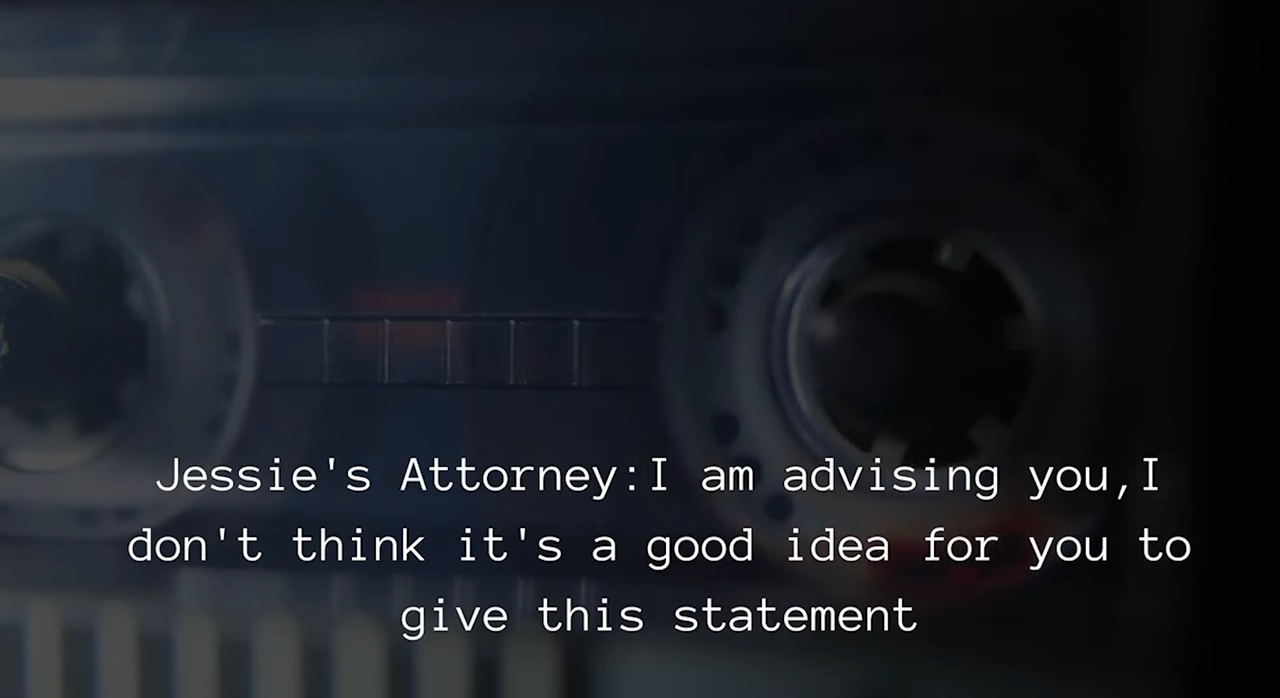 Jessie's Attorney:I am advising you,I
don't think it's a good idea for you to
give this statement